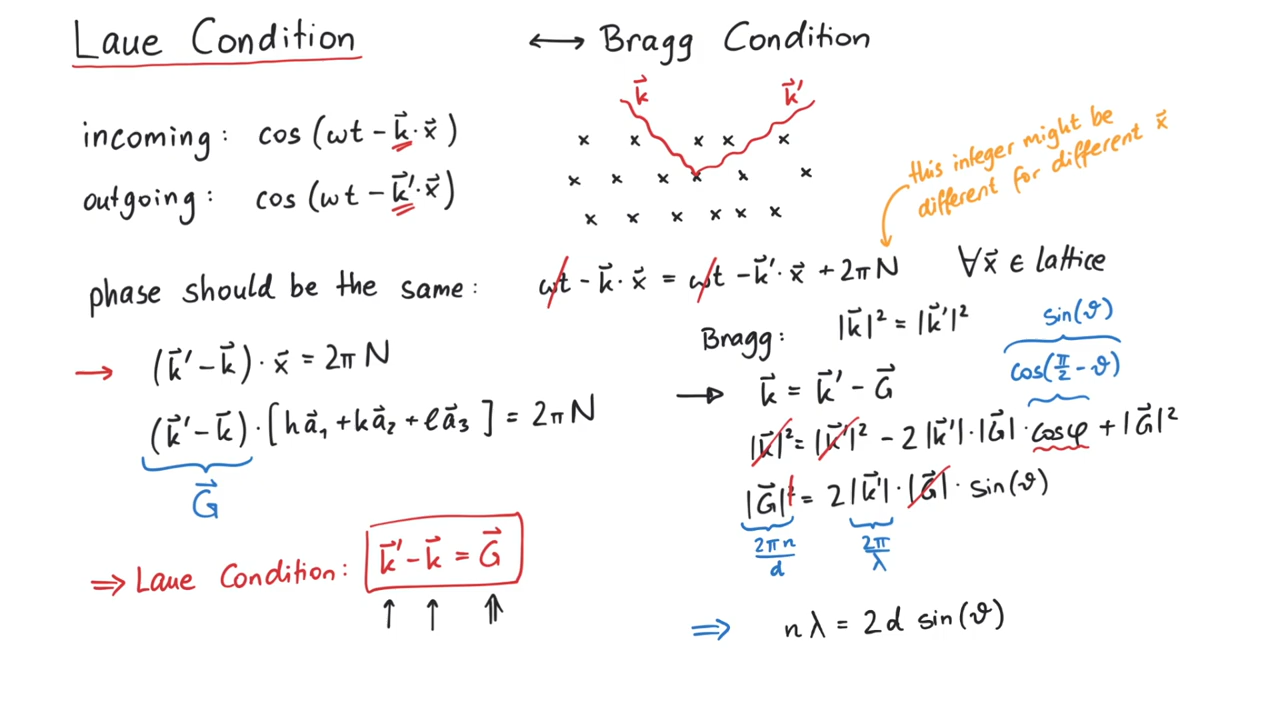 Laue Condition ⟷ Bragg Condition
k⃗ k⃗'
incoming: cos (ωt - k⃗·x⃗)
outgoing: cos (ωt - k⃗'·x⃗)
this integer might be
different for different x⃗
phase should be the same: ωt - k⃗·x⃗ = ωt - k⃗'·x⃗ + 2πN ∀x⃗ ∈ lattice
→ (k⃗' - k⃗)·x⃗ = 2π N
(k⃗' - k⃗)·[ha⃗₁ + ka⃗₂ + ℓa⃗₃] = 2πN
G⃗
⇒ Laue Condition: k⃗' - k⃗ = G⃗
↑ ↑ ⇑
Bragg: |k⃗|² = |k⃗'|²
sin(ϑ)
cos(π/2 - ϑ)
→ k⃗ = k⃗' - G⃗
|k⃗|² = |k⃗'|² - 2|k⃗'|·|G⃗|·cosφ + |G⃗|²
|G⃗|² = 2|k⃗'|·|G⃗|·sin(ϑ)
2πn/d 2π/λ
⇒ nλ = 2d sin(ϑ)